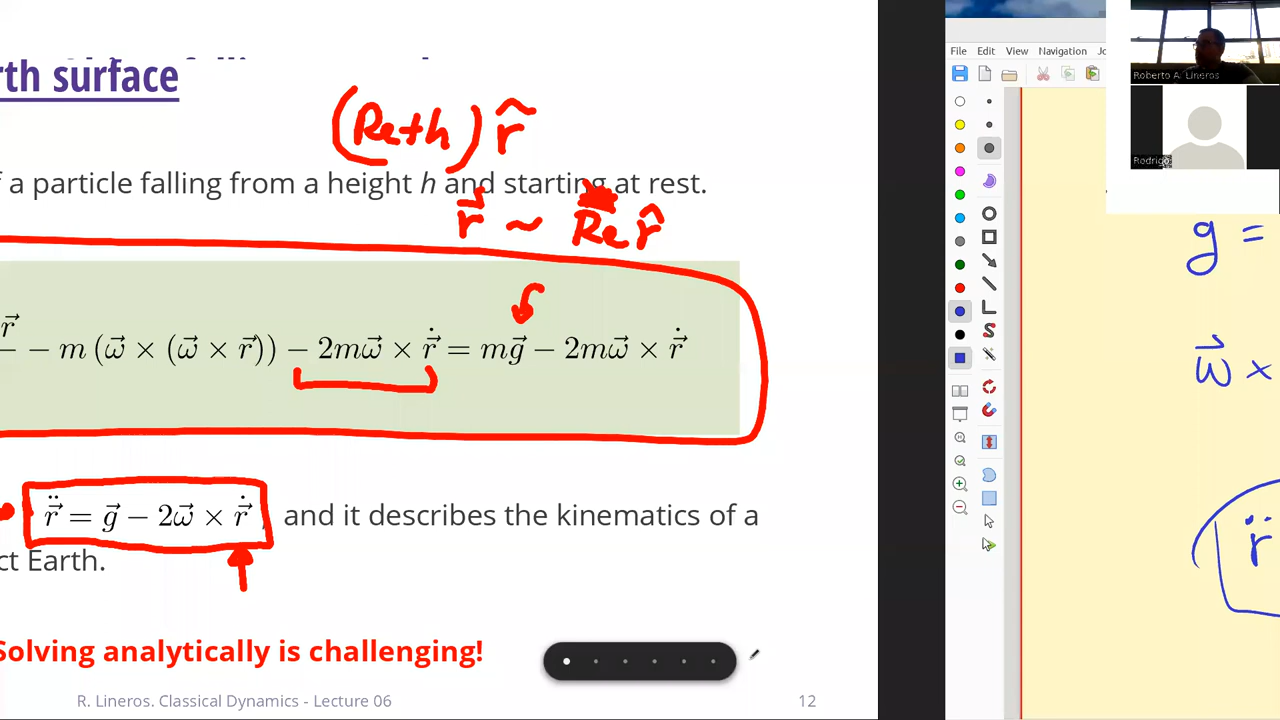 rth surface
(Re+h) r̂
f a particle falling from a height h and starting at rest.
r⃗ ~ Re r̂
r⃗
− m (ω⃗ × (ω⃗ × r⃗)) − 2mω⃗ × ṙ⃗ = mg⃗ − 2mω⃗ × ṙ⃗
r̈⃗ = g⃗ − 2ω⃗ × ṙ⃗ , and it describes the kinematics of a
ct Earth.
Solving analytically is challenging!
R. Lineros. Classical Dynamics - Lecture 06
12
File Edit View Navigation Jo
Roberto A. Lineros
Rodrigo
g =
ω⃗ ×
r̈